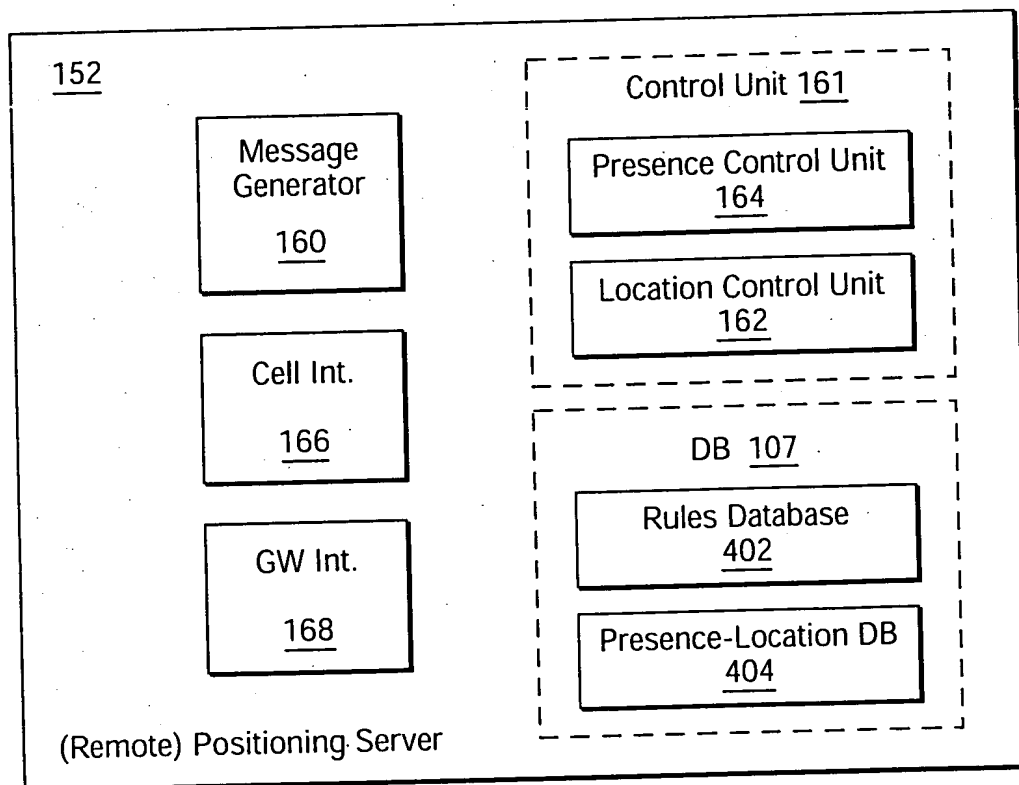 152
Message
Generator
160
Cell Int.
166
GW Int.
168
Control Unit 161
Presence Control Unit
164
Location Control Unit
162
DB 107
Rules Database
402
Presence-Location DB
404
(Remote) Positioning Server